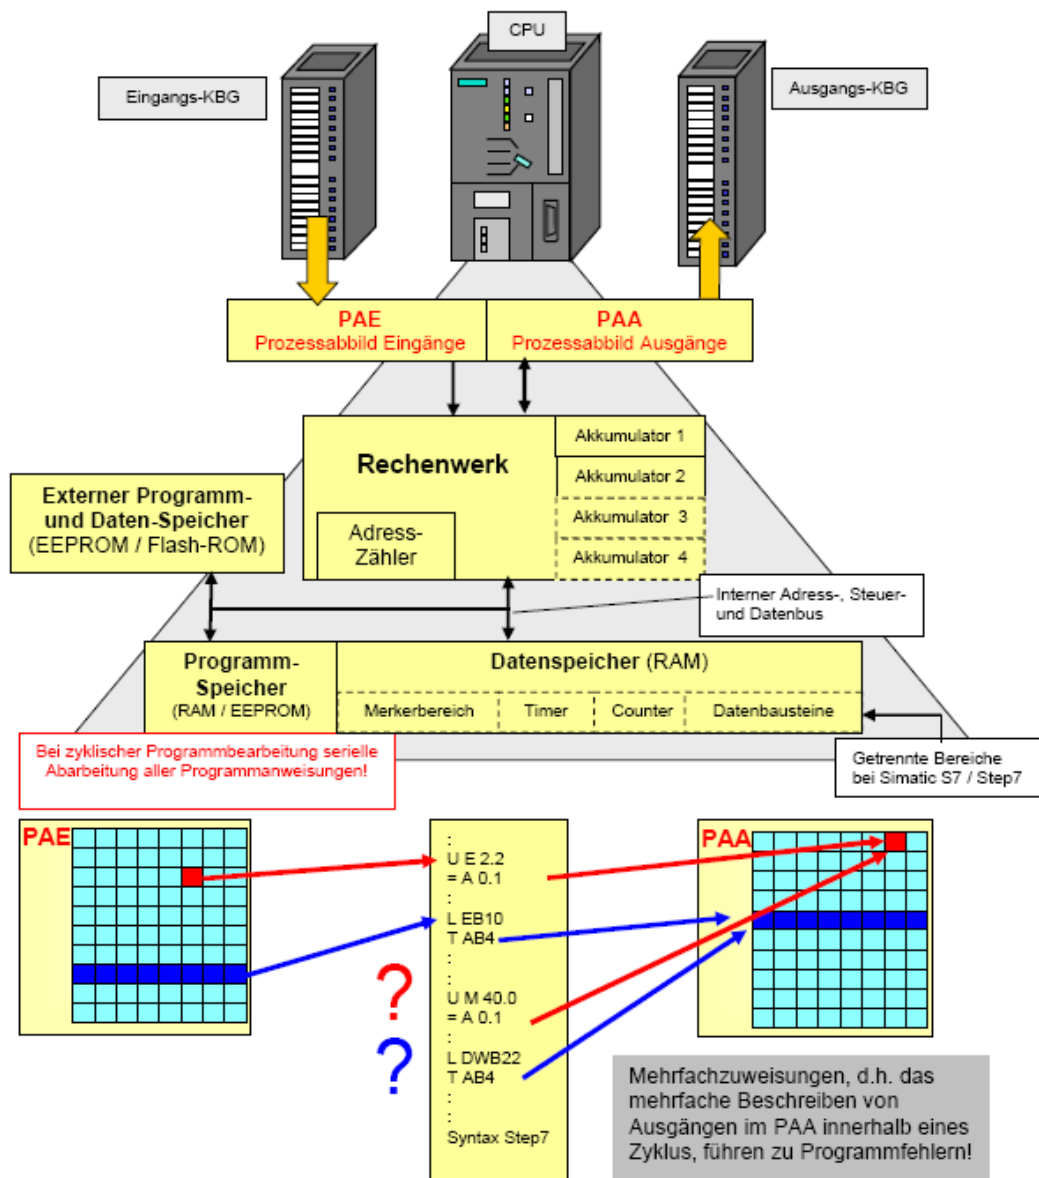 CPU
Eingangs-KBG
Ausgangs-KBG
PAE
Prozessabbild Eingänge
PAA
Prozessabbild Ausgänge
Rechenwerk
Adress-
Zähler
Akkumulator 1
Akkumulator 2
Akkumulator 3
Akkumulator 4
Externer Programm-
und Daten-Speicher
(EEPROM / Flash-ROM)
Interner Adress-, Steuer-
und Datenbus
Programm-
Speicher
(RAM / EEPROM)
Datenspeicher (RAM)
Merkerbereich
Timer
Counter
Datenbausteine
Bei zyklischer Programmbearbeitung serielle
Abarbeitung aller Programmanweisungen!
Getrennte Bereiche
bei Simatic S7 / Step7
PAE
:
U E 2.2
= A 0.1
:
L EB10
T AB4
:
:
U M 40.0
= A 0.1
:
L DWB22
T AB4
:
:
Syntax Step7
?
?
PAA
Mehrfachzuweisungen, d.h. das
mehrfache Beschreiben von
Ausgängen im PAA innerhalb eines
Zyklus, führen zu Programmfehlern!